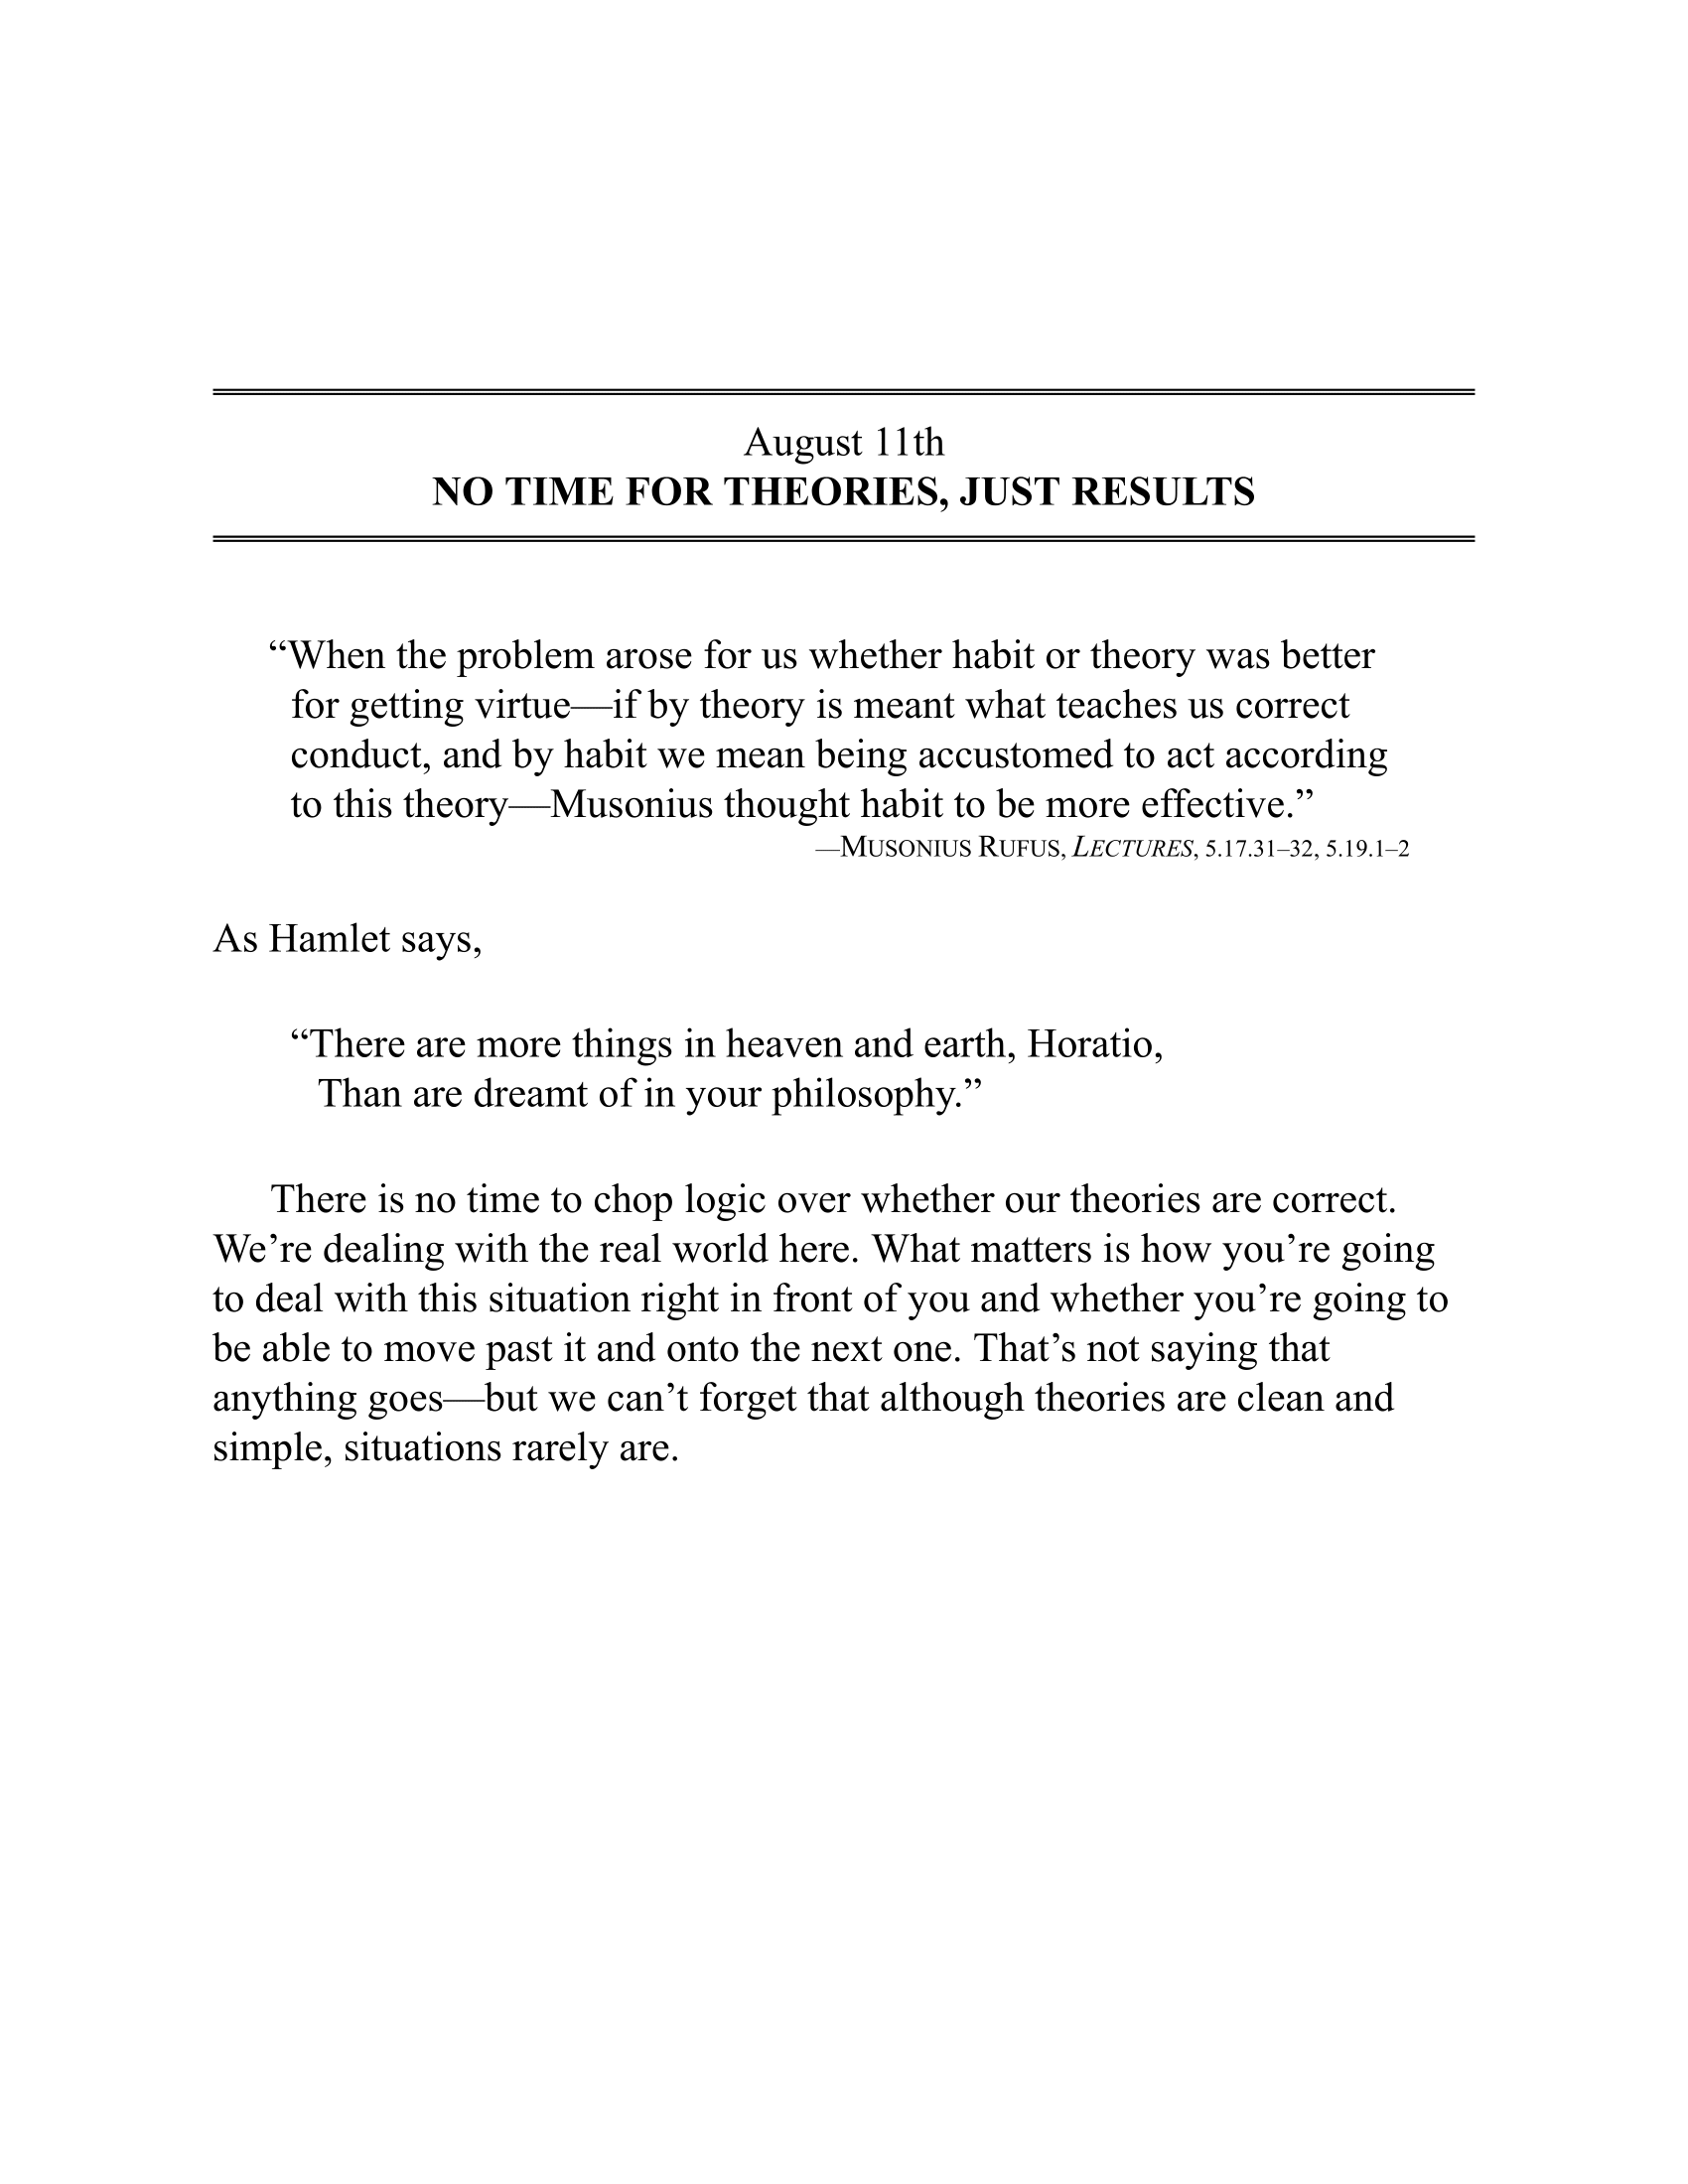 August 11th
NO TIME FOR THEORIES, JUST RESULTS
“When the problem arose for us whether habit or theory was better
for getting virtue—if by theory is meant what teaches us correct
conduct, and by habit we mean being accustomed to act according
to this theory—Musonius thought habit to be more effective.”
—MUSONIUS RUFUS, LECTURES, 5.17.31–32, 5.19.1–2
As Hamlet says,
“There are more things in heaven and earth, Horatio,
Than are dreamt of in your philosophy.”
There is no time to chop logic over whether our theories are correct.
We’re dealing with the real world here. What matters is how you’re going
to deal with this situation right in front of you and whether you’re going to
be able to move past it and onto the next one. That’s not saying that
anything goes—but we can’t forget that although theories are clean and
simple, situations rarely are.